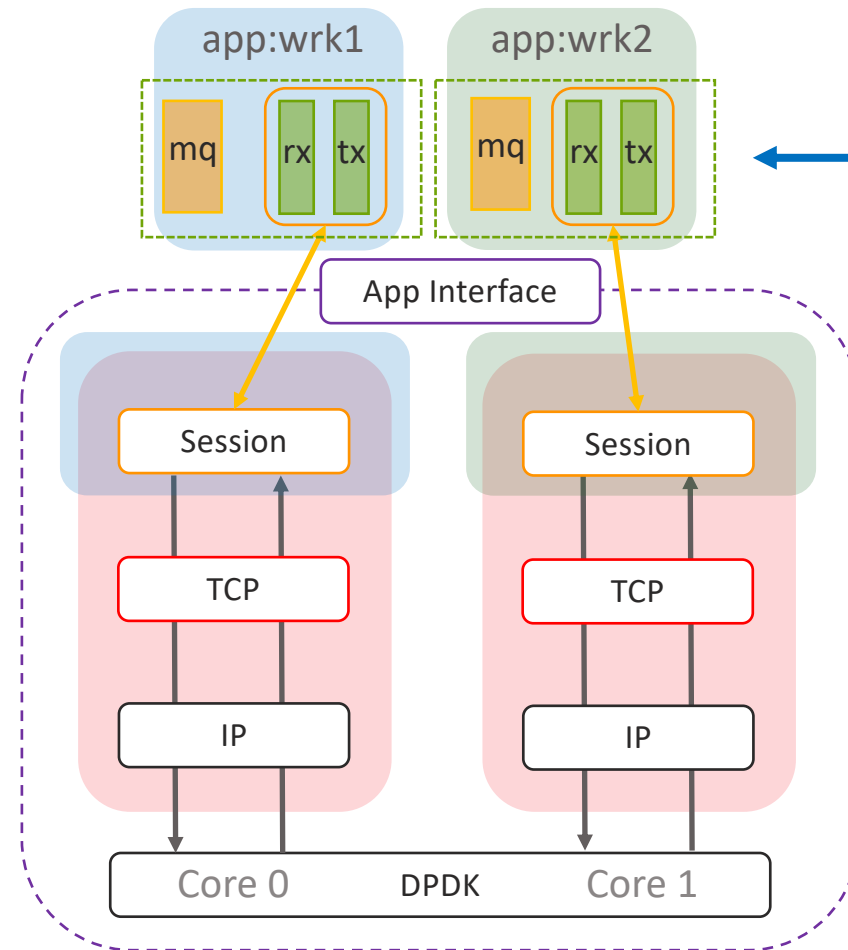 app:wrk1 app:wrk2
mq rx tx mq rx tx
App Interface
Session Session
TCP TCP
IP IP
Core 0 DPDK Core 1